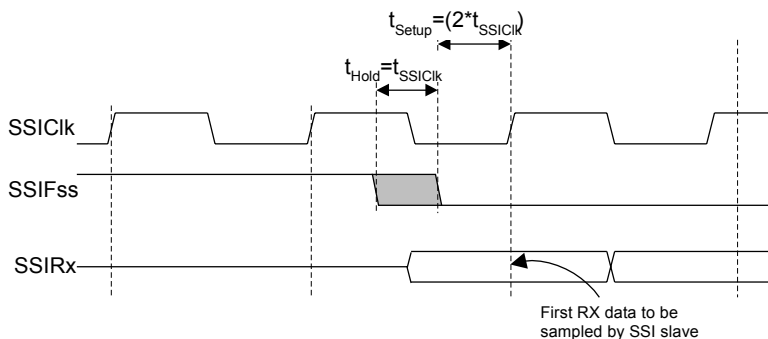 tSetup=(2*tSSIClk)
tHold=tSSIClk
SSIClk
SSIFss
SSIRx
First RX data to be
sampled by SSI slave